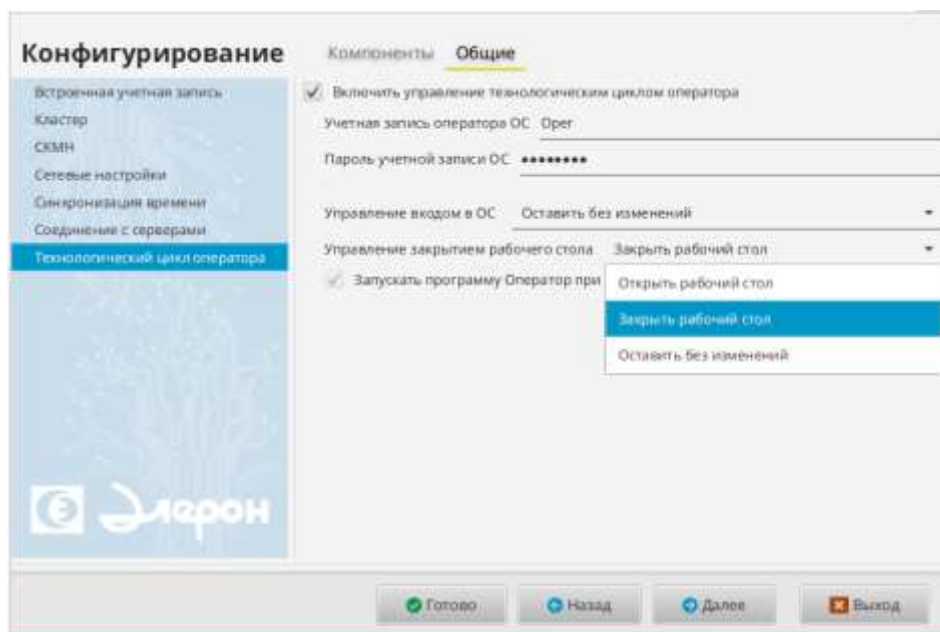 Конфигурирование
Компоненты Общие
Встроенная учетная запись
Кластер
СКМН
Сетевые настройки
Синхронизация времени
Соединение с серверами
Технологический цикл оператора
Включить управление технологическим циклом оператора
Учетная запись оператора ОС Oper
Пароль учетной записи ОС ••••••••
Управление входом в ОС Оставить без изменений
Управление закрытием рабочего стола Закрыть рабочий стол
Запускать программу Оператор при
Открыть рабочий стол
Закрыть рабочий стол
Оставить без изменений
Элерон
Готово Назад Далее Выход